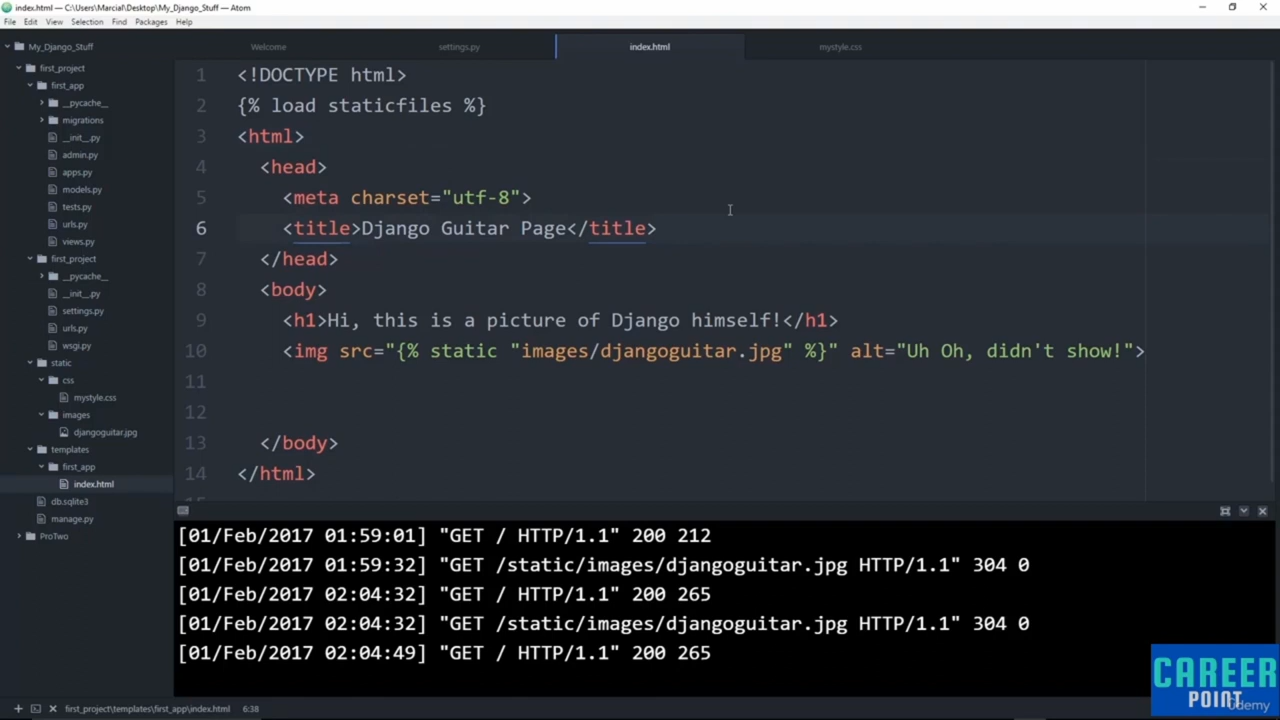 index.html — C:\Users\Marcial\Desktop\My_Django_Stuff — Atom
File Edit View Selection Find Packages Help
My_Django_Stuff
first_project
first_app
__pycache__
migrations
__init__.py
admin.py
apps.py
models.py
tests.py
urls.py
views.py
first_project
__pycache__
__init__.py
settings.py
urls.py
wsgi.py
static
css
mystyle.css
images
djangoguitar.jpg
templates
first_app
index.html
db.sqlite3
manage.py
ProTwo
Welcome settings.py index.html mystyle.css
1 <!DOCTYPE html>
2 {% load staticfiles %}
3 <html>
4 <head>
5 <meta charset="utf-8">
6 <title>Django Guitar Page</title>
7 </head>
8 <body>
9 <h1>Hi, this is a picture of Django himself!</h1>
10 <img src="{% static "images/djangoguitar.jpg" %}" alt="Uh Oh, didn't show!">
11
12
13 </body>
14 </html>
[01/Feb/2017 01:59:01] "GET / HTTP/1.1" 200 212
[01/Feb/2017 01:59:32] "GET /static/images/djangoguitar.jpg HTTP/1.1" 304 0
[01/Feb/2017 02:04:32] "GET / HTTP/1.1" 200 265
[01/Feb/2017 02:04:32] "GET /static/images/djangoguitar.jpg HTTP/1.1" 304 0
[01/Feb/2017 02:04:49] "GET / HTTP/1.1" 200 265
CAREER
POINT
Udemy
first_project\templates\first_app\index.html 6:38